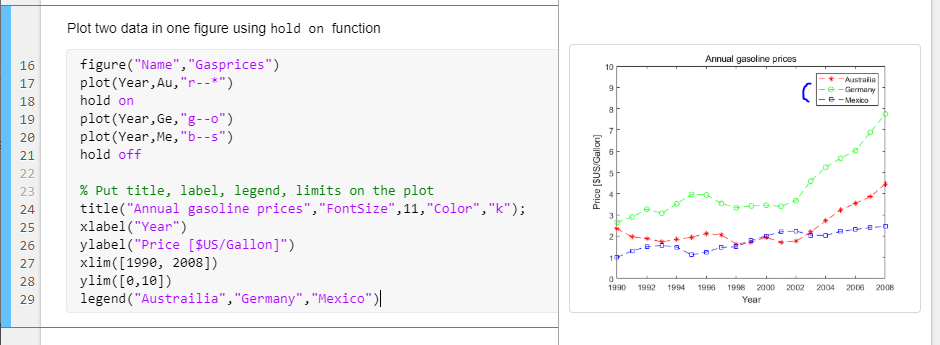 Plot two data in one figure using hold on function
16 figure("Name","Gasprices")
17 plot(Year,Au,"r--*")
18 hold on
19 plot(Year,Ge,"g--o")
20 plot(Year,Me,"b--s")
21 hold off
22
23 % Put title, label, legend, limits on the plot
24 title("Annual gasoline prices","FontSize",11,"Color","k");
25 xlabel("Year")
26 ylabel("Price [$US/Gallon]")
27 xlim([1990, 2008])
28 ylim([0,10])
29 legend("Austrailia","Germany","Mexico")
Annual gasoline prices
Austrailia
Germany
Mexico
Price [$US/Gallon]
10
9
8
7
6
5
4
3
2
1
0
1990 1992 1994 1996 1998 2000 2002 2004 2006 2008
Year